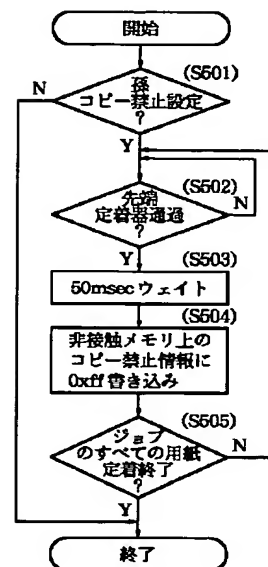 開始
(S501)
孫
コピー禁止設定
?
N
Y
(S502)
先端
定着器通過
?
N
Y
(S503)
50msecウェイト
(S504)
非接触メモリ上の
コピー禁止情報に
0xff書き込み
(S505)
ジョブ
のすべての用紙
定着終了
?
N
Y
終了